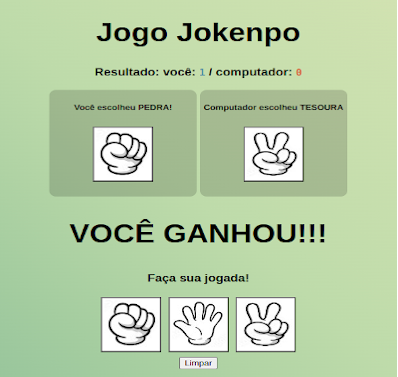 Jogo Jokenpo
Resultado: você: 1 / computador: 0
Você escolheu PEDRA!
Computador escolheu TESOURA
VOCÊ GANHOU!!!
Faça sua jogada!
Limpar